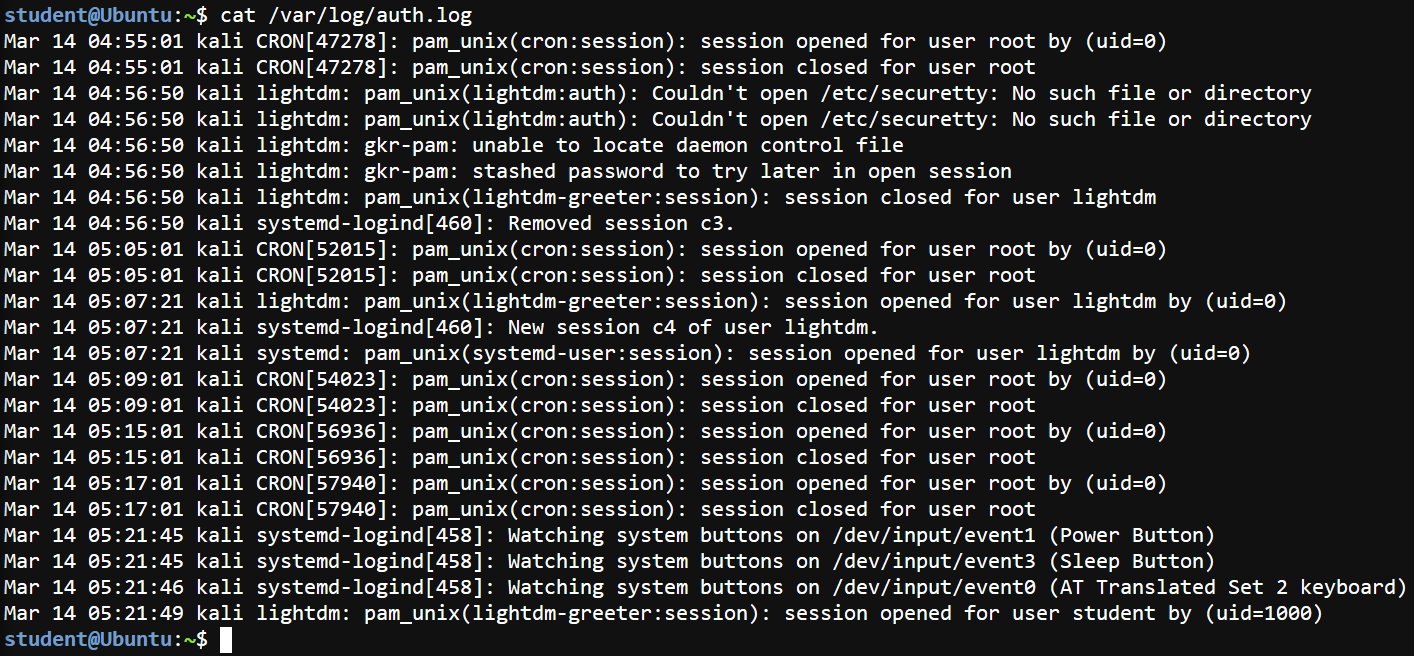 student@Ubuntu:~$ cat /var/log/auth.log
Mar 14 04:55:01 kali CRON[47278]: pam_unix(cron:session): session opened for user root by (uid=0)
Mar 14 04:55:01 kali CRON[47278]: pam_unix(cron:session): session closed for user root
Mar 14 04:56:50 kali lightdm: pam_unix(lightdm:auth): Couldn't open /etc/securetty: No such file or directory
Mar 14 04:56:50 kali lightdm: pam_unix(lightdm:auth): Couldn't open /etc/securetty: No such file or directory
Mar 14 04:56:50 kali lightdm: gkr-pam: unable to locate daemon control file
Mar 14 04:56:50 kali lightdm: gkr-pam: stashed password to try later in open session
Mar 14 04:56:50 kali lightdm: pam_unix(lightdm-greeter:session): session closed for user lightdm
Mar 14 04:56:50 kali systemd-logind[460]: Removed session c3.
Mar 14 05:05:01 kali CRON[52015]: pam_unix(cron:session): session opened for user root by (uid=0)
Mar 14 05:05:01 kali CRON[52015]: pam_unix(cron:session): session closed for user root
Mar 14 05:07:21 kali lightdm: pam_unix(lightdm-greeter:session): session opened for user lightdm by (uid=0)
Mar 14 05:07:21 kali systemd-logind[460]: New session c4 of user lightdm.
Mar 14 05:07:21 kali systemd: pam_unix(systemd-user:session): session opened for user lightdm by (uid=0)
Mar 14 05:09:01 kali CRON[54023]: pam_unix(cron:session): session opened for user root by (uid=0)
Mar 14 05:09:01 kali CRON[54023]: pam_unix(cron:session): session closed for user root
Mar 14 05:15:01 kali CRON[56936]: pam_unix(cron:session): session opened for user root by (uid=0)
Mar 14 05:15:01 kali CRON[56936]: pam_unix(cron:session): session closed for user root
Mar 14 05:17:01 kali CRON[57940]: pam_unix(cron:session): session opened for user root by (uid=0)
Mar 14 05:17:01 kali CRON[57940]: pam_unix(cron:session): session closed for user root
Mar 14 05:21:45 kali systemd-logind[458]: Watching system buttons on /dev/input/event1 (Power Button)
Mar 14 05:21:45 kali systemd-logind[458]: Watching system buttons on /dev/input/event3 (Sleep Button)
Mar 14 05:21:46 kali systemd-logind[458]: Watching system buttons on /dev/input/event0 (AT Translated Set 2 keyboard)
Mar 14 05:21:49 kali lightdm: pam_unix(lightdm-greeter:session): session opened for user student by (uid=1000)
student@Ubuntu:~$